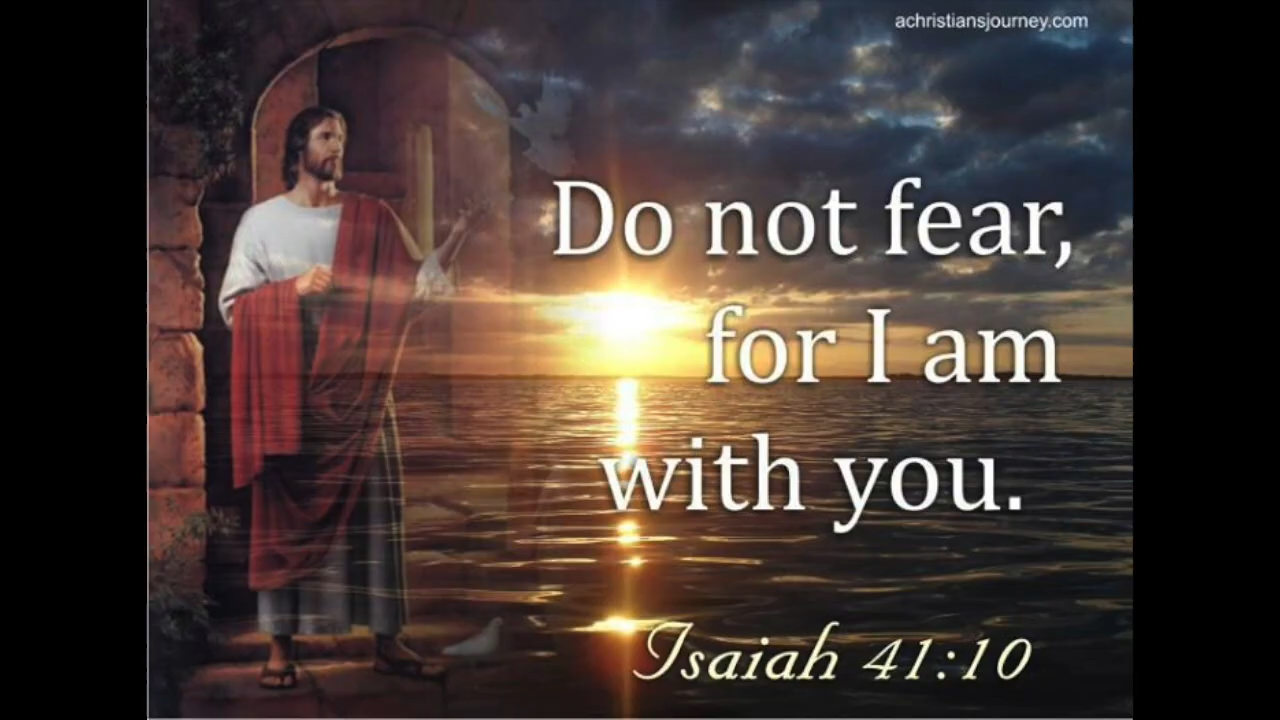 achristiansjourney.com
Do not fear,
for I am
with you.
Isaiah 41:10